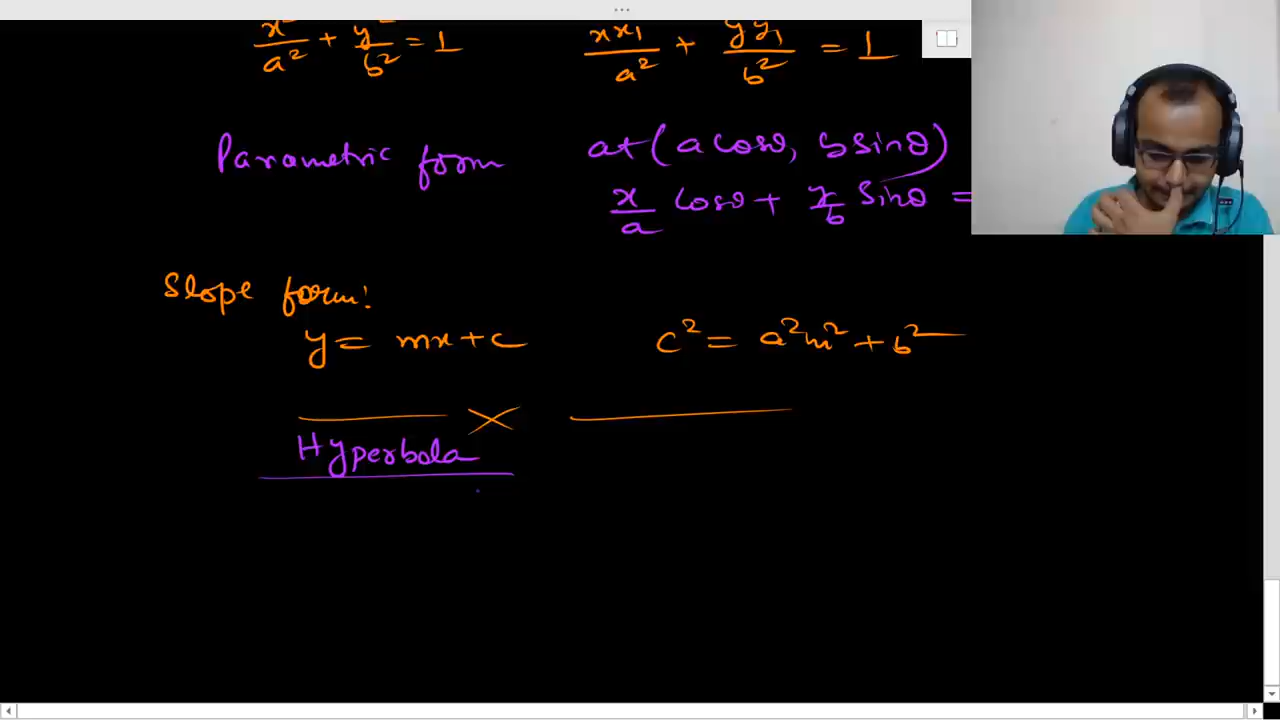 x²/a² + y²/b² = 1    xx₁/a² + yy₁/b² = 1
Parametric form    at (a cosθ, b sinθ)
x/a cosθ + y/b sinθ =
Slope form:
y = mx + c    c² = a²m² + b²
Hyperbola